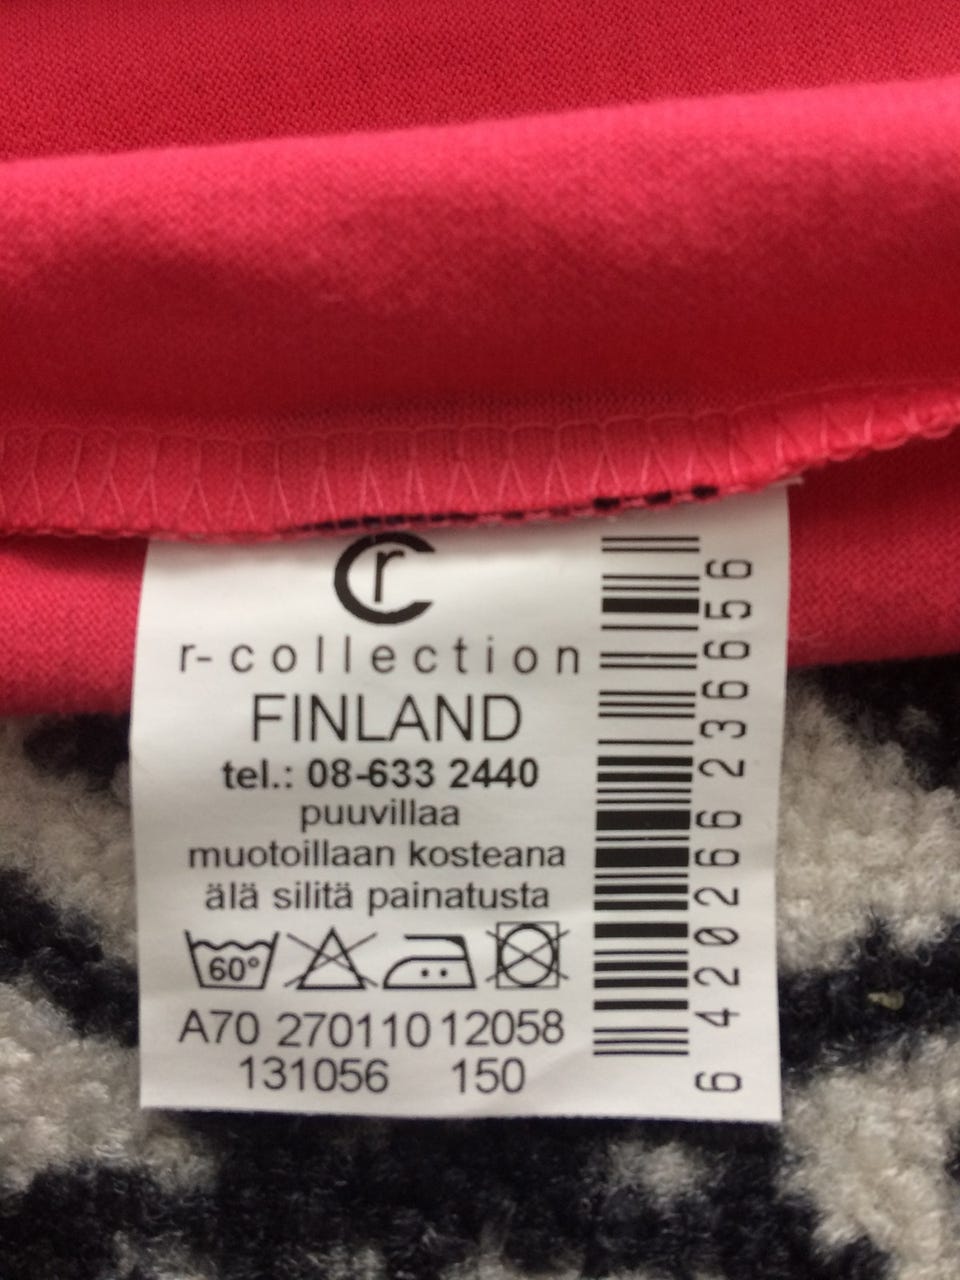 r-collection
FINLAND
tel.: 08-633 2440
puuvillaa
muotoillaan kosteana
älä silitä painatusta
60°
A70 270110 12058
131056 150
6 420266 236656